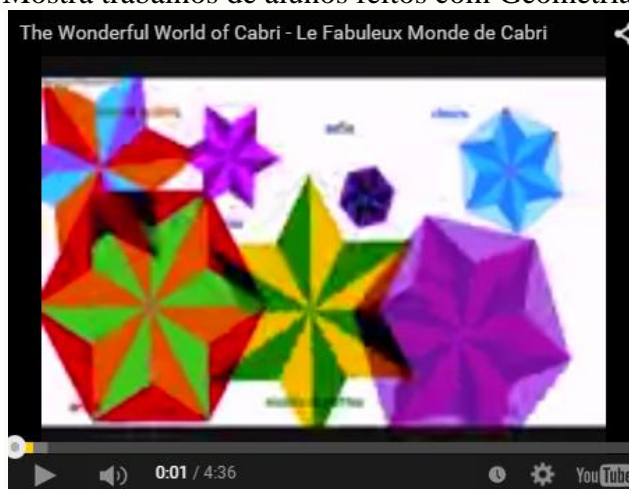 Mostra trabalhos de alunos feitos com Geometria
The Wonderful World of Cabri - Le Fabuleux Monde de Cabri
0:01 / 4:36
YouTube